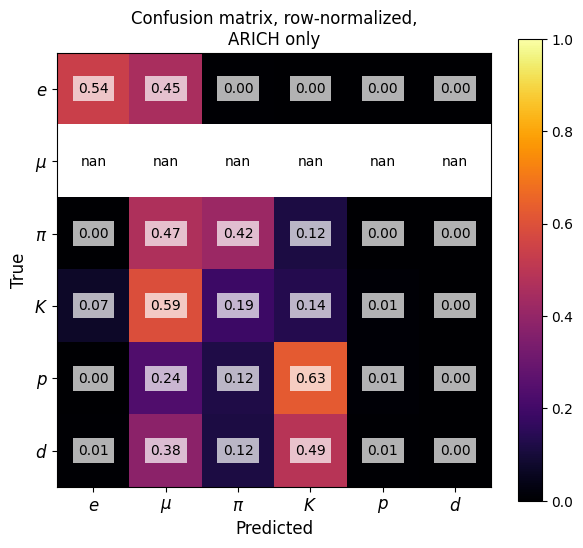 Confusion matrix, row-normalized,
ARICH only
1.0
0.8
0.6
0.4
0.2
0.0
True
e 0.54 0.45 0.00 0.00 0.00 0.00
μ nan nan nan nan nan nan
π 0.00 0.47 0.42 0.12 0.00 0.00
K 0.07 0.59 0.19 0.14 0.01 0.00
p 0.00 0.24 0.12 0.63 0.01 0.00
d 0.01 0.38 0.12 0.49 0.01 0.00
e μ π K p d
Predicted